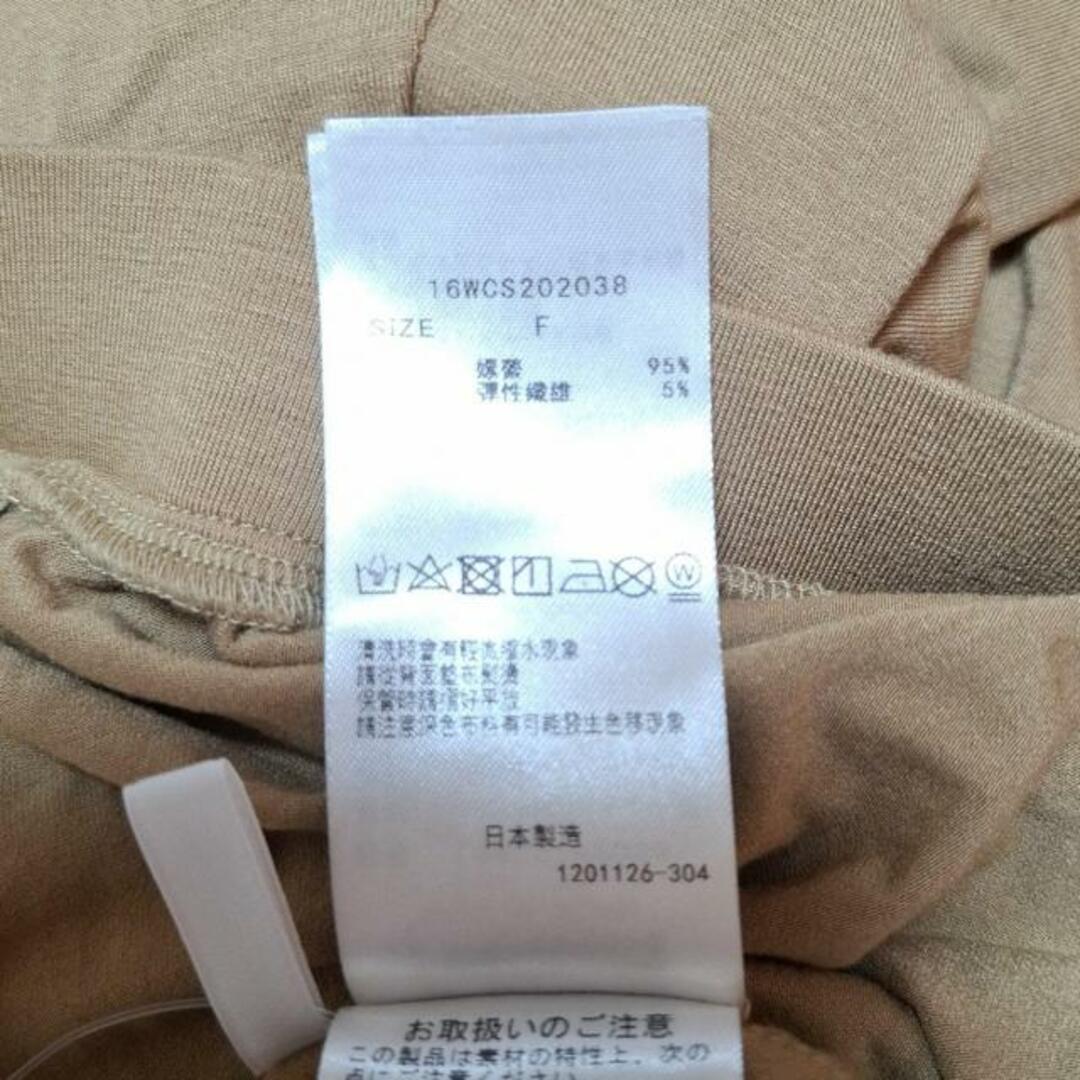 16WCS202038
SIZE F
嫘縈 95%
彈性纖維 5%
W
清洗時會有輕微縮水現象
請從背面墊布熨燙
保管時請摺好平放
請注意深色布料有可能發生色移現象
日本製造
1201126-304
お取扱いのご注意
この製品は素材の特性上、次の
点にご注意ください。